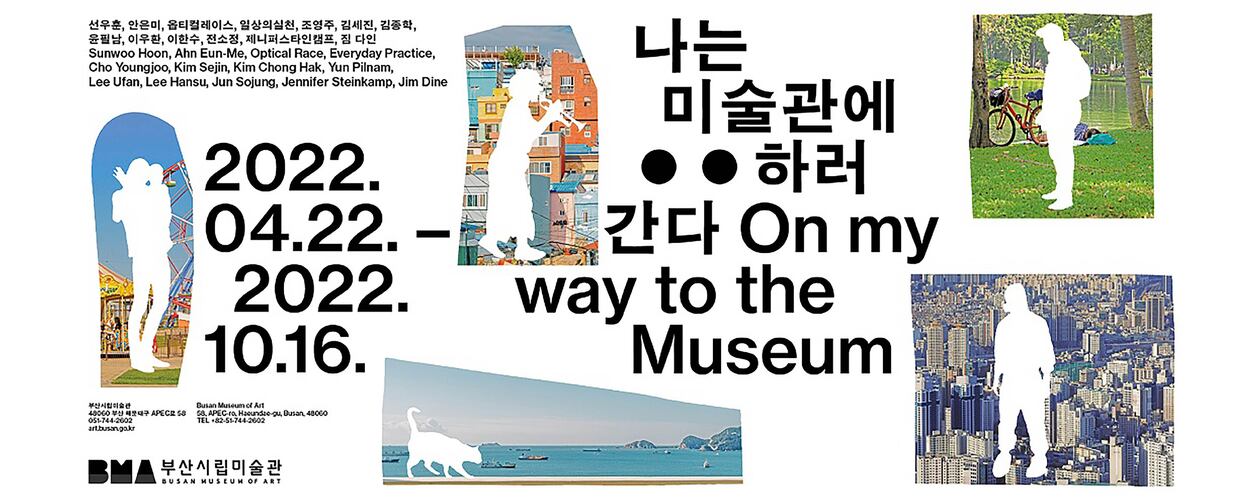 선우훈, 안은미, 옵티컬레이스, 일상의실천, 조영주, 김세진, 김종학,
윤필남, 이우환, 이한수, 전소정, 제니퍼스타인캠프, 짐 다인
Sunwoo Hoon, Ahn Eun-Me, Optical Race, Everyday Practice,
Cho Youngjoo, Kim Sejin, Kim Chong Hak, Yun Pilnam,
Lee Ufan, Lee Hansu, Jun Sojung, Jennifer Steinkamp, Jim Dine
2022.
04.22. –
2022.
10.16.
나는
미술관에
●● 하러
간다 On my
way to the
Museum
부산시립미술관
48060 부산 해운대구 APEC로 58
051-744-2602
art.busan.go.kr
Busan Museum of Art
58, APEC-ro, Haeundae-gu, Busan, 48060
TEL +82-51-744-2602
BMA 부산시립미술관
BUSAN MUSEUM OF ART